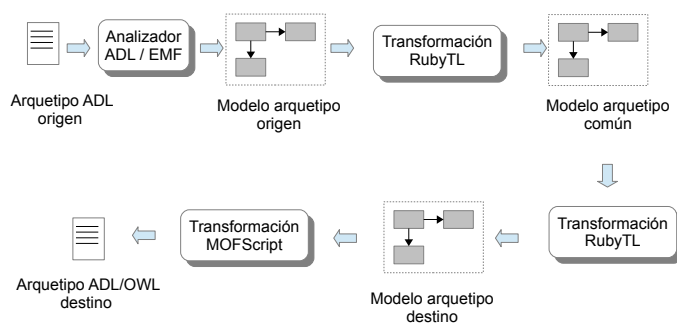 Analizador
ADL / EMF
Transformación
RubyTL
Arquetipo ADL
origen
Modelo arquetipo
origen
Modelo arquetipo
común
Transformación
MOFScript
Transformación
RubyTL
Arquetipo ADL/OWL
destino
Modelo arquetipo
destino